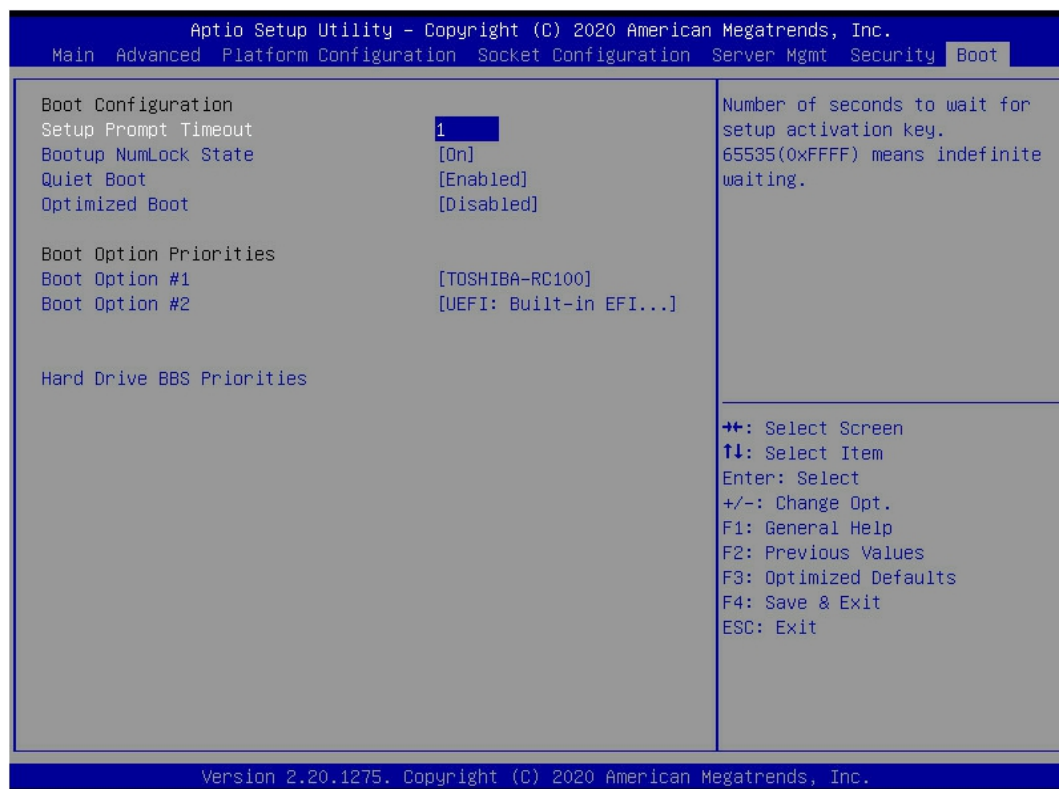 Aptio Setup Utility – Copyright (C) 2020 American Megatrends, Inc.
Main Advanced Platform Configuration Socket Configuration Server Mgmt Security Boot
Boot Configuration
Setup Prompt Timeout 1
Bootup NumLock State [On]
Quiet Boot [Enabled]
Optimized Boot [Disabled]
Boot Option Priorities
Boot Option #1 [TOSHIBA-RC100]
Boot Option #2 [UEFI: Built-in EFI...]
Hard Drive BBS Priorities
Number of seconds to wait for
setup activation key.
65535(0xFFFF) means indefinite
waiting.
→←: Select Screen
↑↓: Select Item
Enter: Select
+/-: Change Opt.
F1: General Help
F2: Previous Values
F3: Optimized Defaults
F4: Save & Exit
ESC: Exit
Version 2.20.1275. Copyright (C) 2020 American Megatrends, Inc.